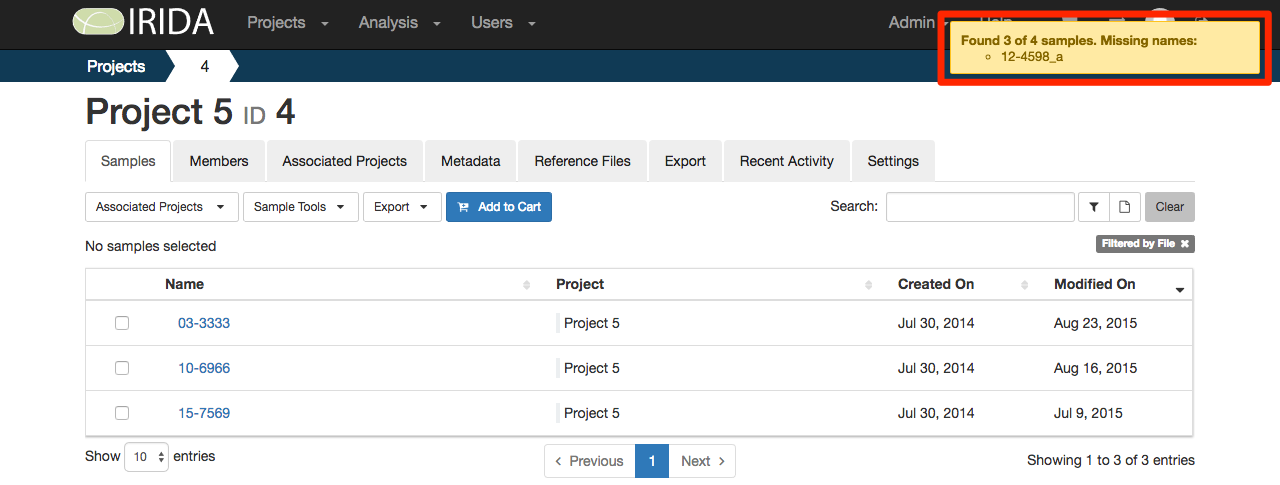 IRIDA Projects Analysis Users Admin Help
Found 3 of 4 samples. Missing names:
12-4598_a
Projects 4
Project 5 ID 4
Samples Members Associated Projects Metadata Reference Files Export Recent Activity Settings
Associated Projects Sample Tools Export Add to Cart Search: Clear
No samples selected Filtered by File ×
Name Project Created On Modified On
03-3333 Project 5 Jul 30, 2014 Aug 23, 2015
10-6966 Project 5 Jul 30, 2014 Aug 16, 2015
15-7569 Project 5 Jul 30, 2014 Jul 9, 2015
Show 10 entries ‹ Previous 1 Next › Showing 1 to 3 of 3 entries